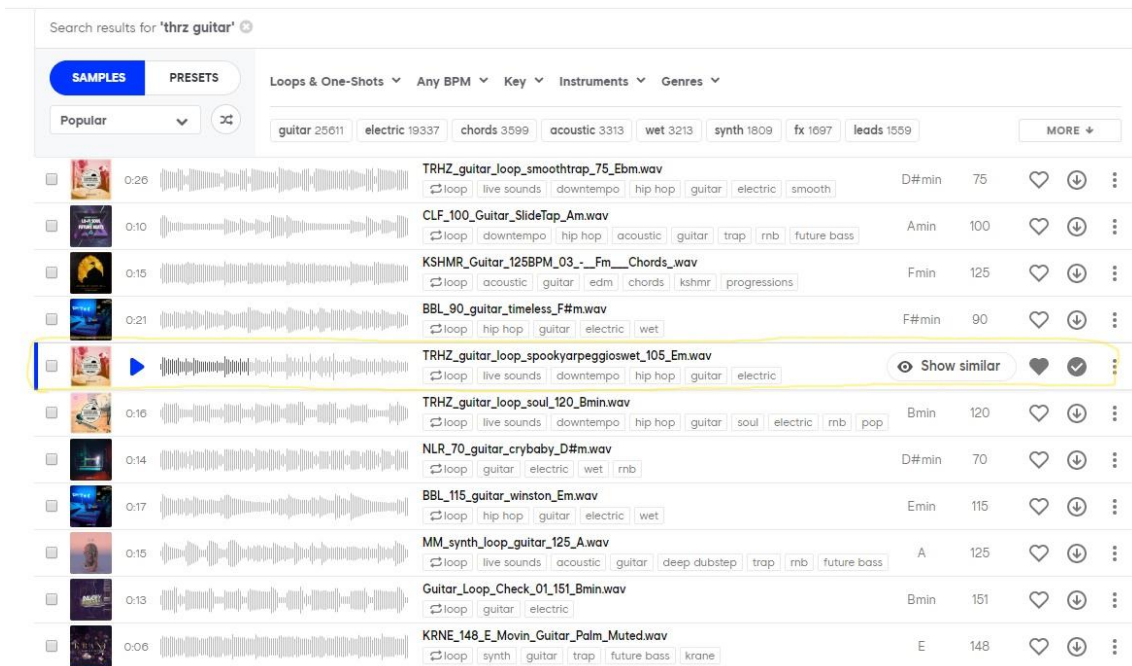 Search results for 'thrz guitar'
SAMPLES PRESETS
Loops & One-Shots Any BPM Key Instruments Genres
Popular
guitar 25611 electric 19337 chords 3599 acoustic 3313 wet 3213 synth 1809 fx 1697 leads 1559 MORE
TRHZ_guitar_loop_smoothtrap_75_Ebm.wav
0:26 D#min 75
loop live sounds downtempo hip hop guitar electric smooth
CLF_100_Guitar_SlideTap_Am.wav
0:10 Amin 100
loop downtempo hip hop acoustic guitar trap rnb future bass
KSHMR_Guitar_125BPM_03_-__Fm___Chords_.wav
0:15 Fmin 125
loop acoustic guitar edm chords kshmr progressions
BBL_90_guitar_timeless_F#m.wav
0:21 F#min 90
loop hip hop guitar electric wet
TRHZ_guitar_loop_spookyarpeggioswet_105_Em.wav
Show similar
loop live sounds downtempo hip hop guitar electric
TRHZ_guitar_loop_soul_120_Bmin.wav
0:16 Bmin 120
loop live sounds downtempo hip hop guitar soul electric rnb pop
NLR_70_guitar_crybaby_D#m.wav
0:14 D#min 70
loop guitar electric wet rnb
BBL_115_guitar_winston_Em.wav
0:17 Emin 115
loop hip hop guitar electric wet
MM_synth_loop_guitar_125_A.wav
0:15 A 125
loop live sounds acoustic guitar deep dubstep trap rnb future bass
Guitar_Loop_Check_01_151_Bmin.wav
0:13 Bmin 151
loop guitar electric
KRNE_148_E_Movin_Guitar_Palm_Muted.wav
0:06 E 148
loop synth guitar trap future bass krane